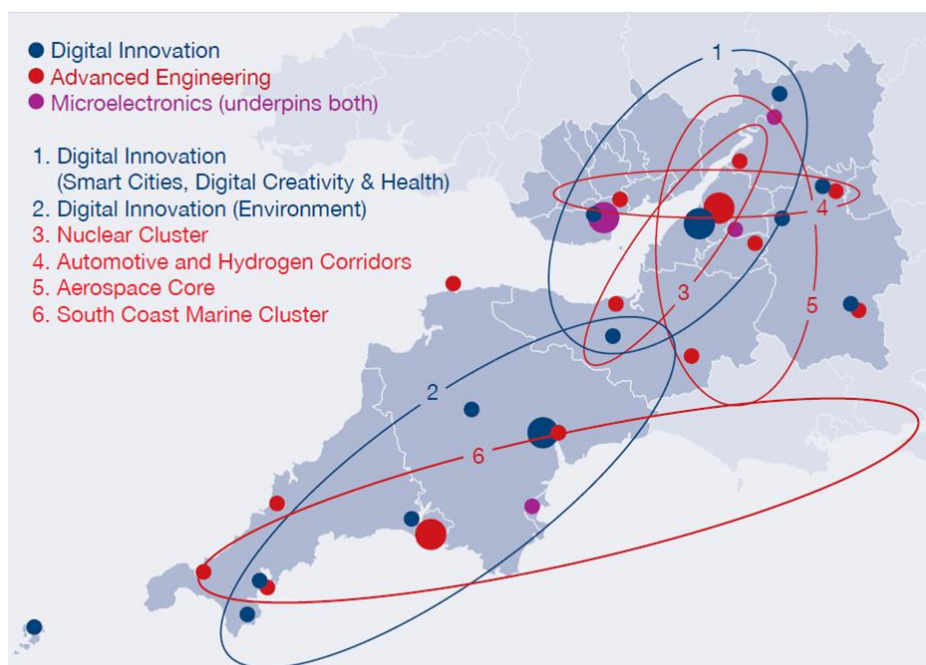 Digital Innovation
Advanced Engineering
Microelectronics (underpins both)
1. Digital Innovation
(Smart Cities, Digital Creativity & Health)
2. Digital Innovation (Environment)
3. Nuclear Cluster
4. Automotive and Hydrogen Corridors
5. Aerospace Core
6. South Coast Marine Cluster
1
4
3
5
2
6